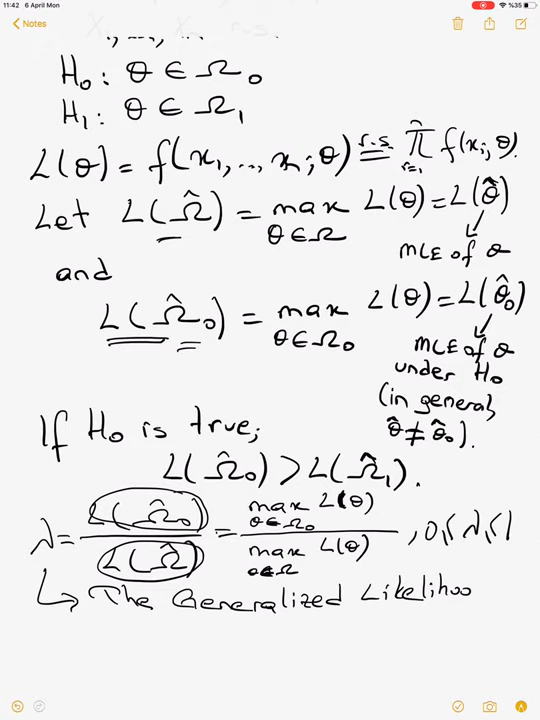 11:42 6 April Mon
%35
Notes
H₀: θ ∈ Ω₀
H₁: θ ∈ Ω₁
L(θ) = f(x₁, ..., xₙ; θ) r.s. = ∏ⁿᵢ₌₁ f(xᵢ; θ).
Let L(Ω̂) = max θ∈Ω L(θ) = L(θ̂)
MLE of θ
and
L(Ω̂₀) = max θ∈Ω₀ L(θ) = L(θ̂₀)
MLE of θ
under H₀
(in general,
θ̂ ≠ θ̂₀).
If H₀ is true;
L(Ω̂₀) > L(Ω̂₁).
λ = L(Ω̂₀) / L(Ω̂) = max θ∈Ω₀ L(θ) / max θ∈Ω L(θ), 0 ≤ λ ≤ 1
↳ The Generalized Likelihoo